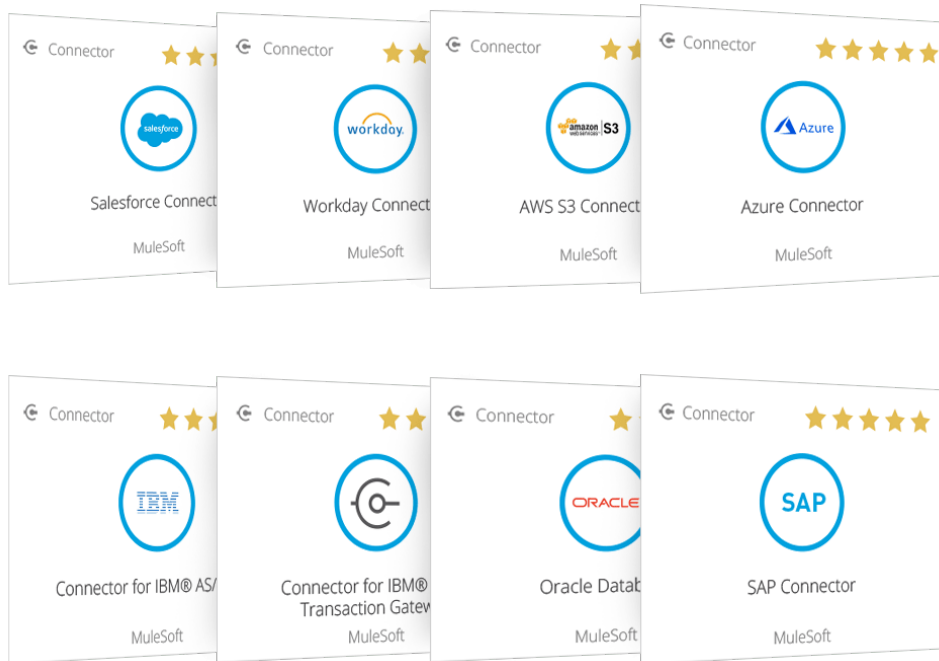 Connector
Connector
Connector
Connector
salesforce
workday.
amazon web services S3
Azure
Salesforce Connect
Workday Connect
AWS S3 Connect
Azure Connector
MuleSoft
MuleSoft
MuleSoft
MuleSoft
Connector
Connector
Connector
Connector
IBM
ORACLE
SAP
Connector for IBM® AS/
Connector for IBM®
Transaction Gatew
Oracle Datab
SAP Connector
MuleSoft
MuleSoft
MuleSoft
MuleSoft